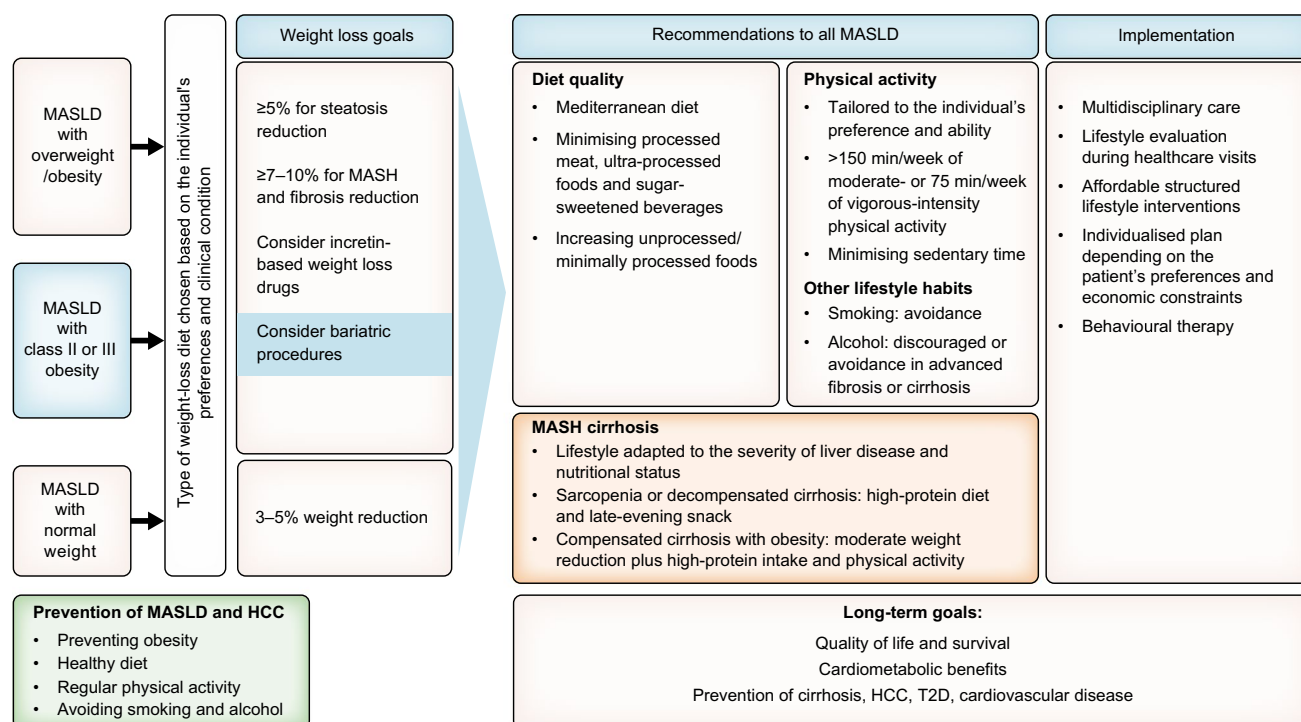 MASLD
with
overweight
/obesity
MASLD
with
class II or III
obesity
MASLD
with
normal
weight
Type of weight-loss diet chosen based on the individual's
preferences and clinical condition
Weight loss goals
≥5% for steatosis
reduction
≥7–10% for MASH
and fibrosis reduction
Consider incretin-
based weight loss
drugs
Consider bariatric
procedures
3–5% weight reduction
Recommendations to all MASLD
Diet quality
• Mediterranean diet
• Minimising processed
meat, ultra-processed
foods and sugar-
sweetened beverages
• Increasing unprocessed/
minimally processed foods
Physical activity
• Tailored to the individual’s
preference and ability
• >150 min/week of
moderate- or 75 min/week
of vigorous-intensity
physical activity
• Minimising sedentary time
Other lifestyle habits
• Smoking: avoidance
• Alcohol: discouraged or
avoidance in advanced
fibrosis or cirrhosis
MASH cirrhosis
• Lifestyle adapted to the severity of liver disease and
nutritional status
• Sarcopenia or decompensated cirrhosis: high-protein diet
and late-evening snack
• Compensated cirrhosis with obesity: moderate weight
reduction plus high-protein intake and physical activity
Implementation
• Multidisciplinary care
• Lifestyle evaluation
during healthcare visits
• Affordable structured
lifestyle interventions
• Individualised plan
depending on the
patient’s preferences and
economic constraints
• Behavioural therapy
Prevention of MASLD and HCC
• Preventing obesity
• Healthy diet
• Regular physical activity
• Avoiding smoking and alcohol
Long-term goals:
Quality of life and survival
Cardiometabolic benefits
Prevention of cirrhosis, HCC, T2D, cardiovascular disease